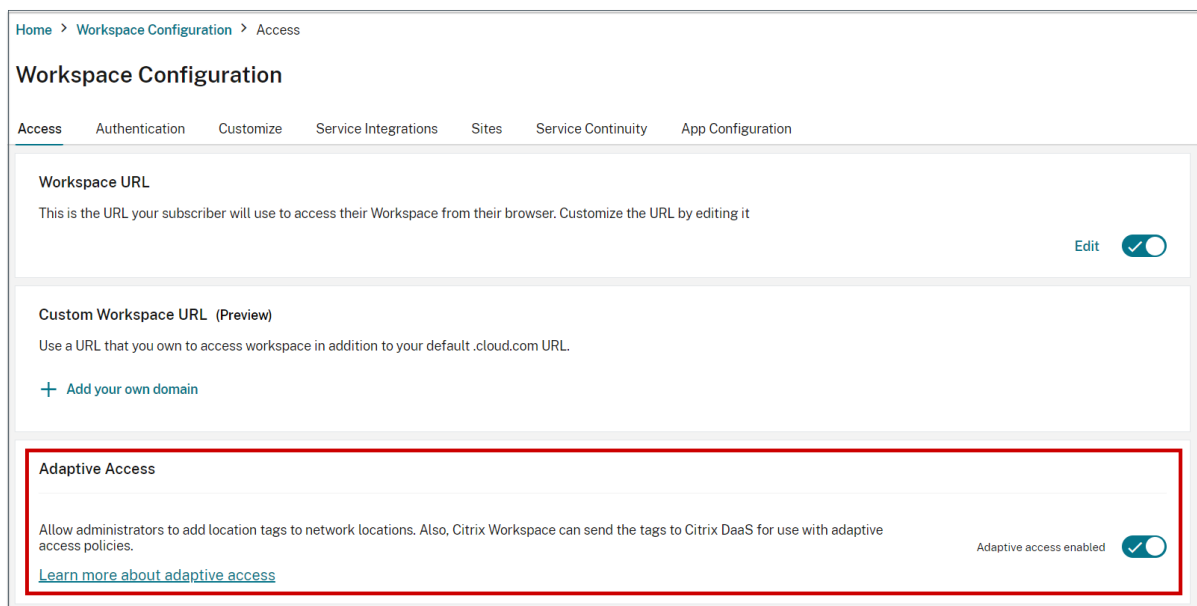 Home > Workspace Configuration > Access
Workspace Configuration
Access Authentication Customize Service Integrations Sites Service Continuity App Configuration
Workspace URL
This is the URL your subscriber will use to access their Workspace from their browser. Customize the URL by editing it
Edit
Custom Workspace URL (Preview)
Use a URL that you own to access workspace in addition to your default .cloud.com URL.
+ Add your own domain
Adaptive Access
Allow administrators to add location tags to network locations. Also, Citrix Workspace can send the tags to Citrix DaaS for use with adaptive
access policies.
Adaptive access enabled
Learn more about adaptive access